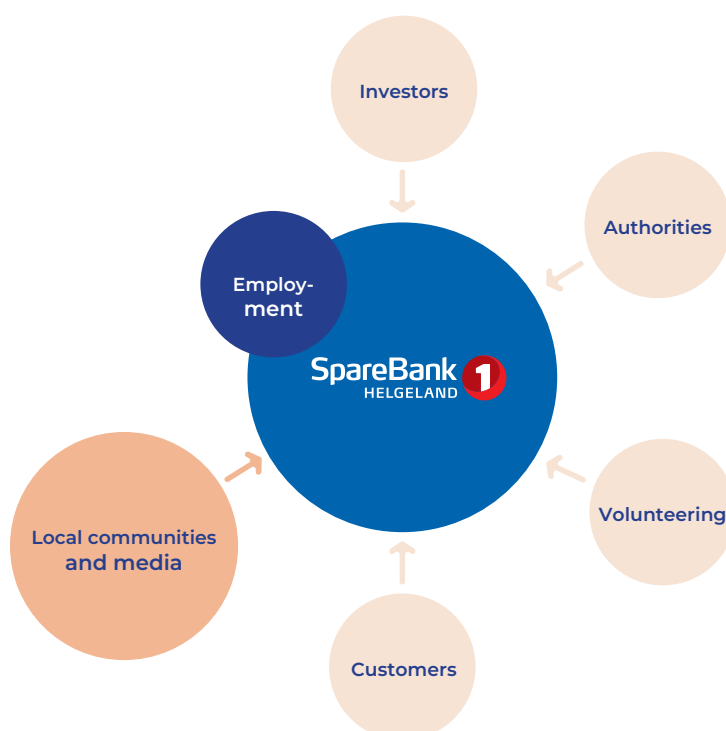 Investors
Authorities
Employ-
ment
SpareBank 1
HELGELAND
Local communities
and media
Volunteering
Customers